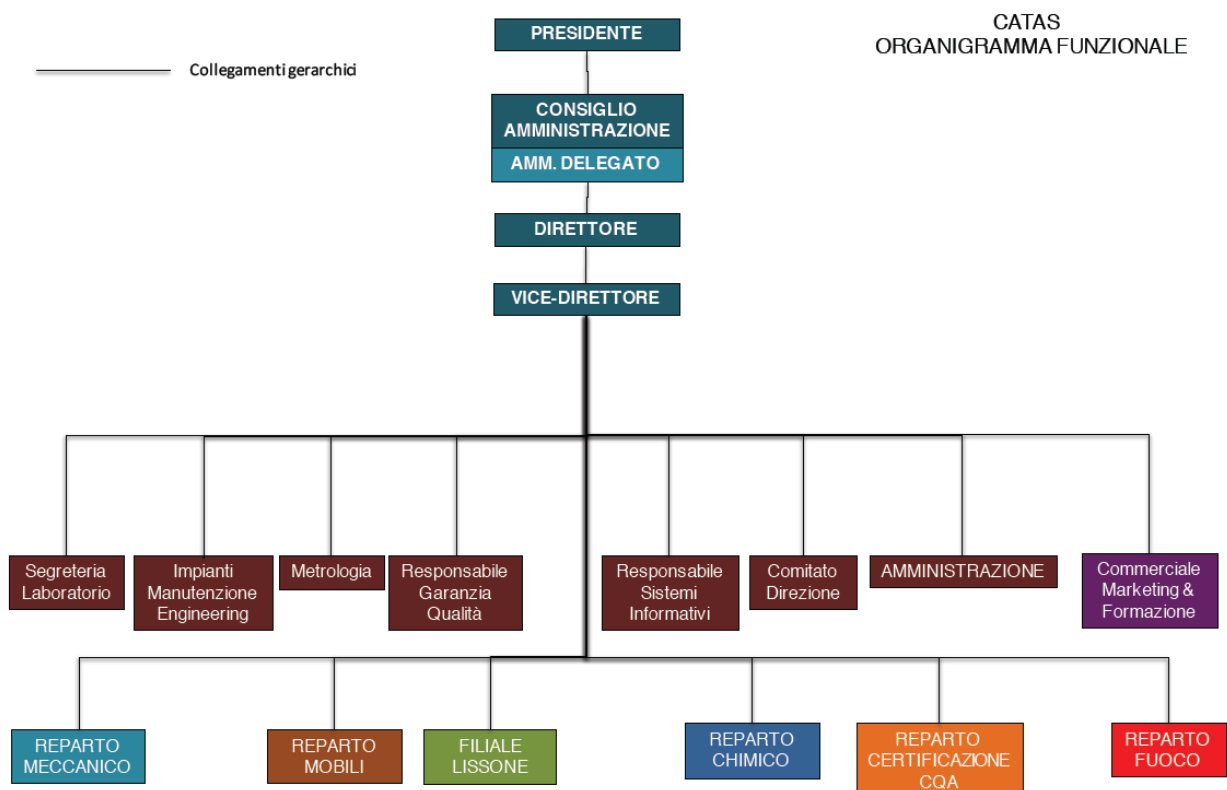 CATAS
ORGANIGRAMMA FUNZIONALE
Collegamenti gerarchici
PRESIDENTE
CONSIGLIO
AMMINISTRAZIONE
AMM. DELEGATO
DIRETTORE
VICE-DIRETTORE
Segreteria
Laboratorio
Impianti
Manutenzione
Engineering
Metrologia
Responsabile
Garanzia
Qualità
Responsabile
Sistemi
Informativi
Comitato
Direzione
AMMINISTRAZIONE
Commerciale
Marketing &
Formazione
REPARTO
MECCANICO
REPARTO
MOBILI
FILIALE
LISSONE
REPARTO
CHIMICO
REPARTO
CERTIFICAZIONE
CQA
REPARTO
FUOCO